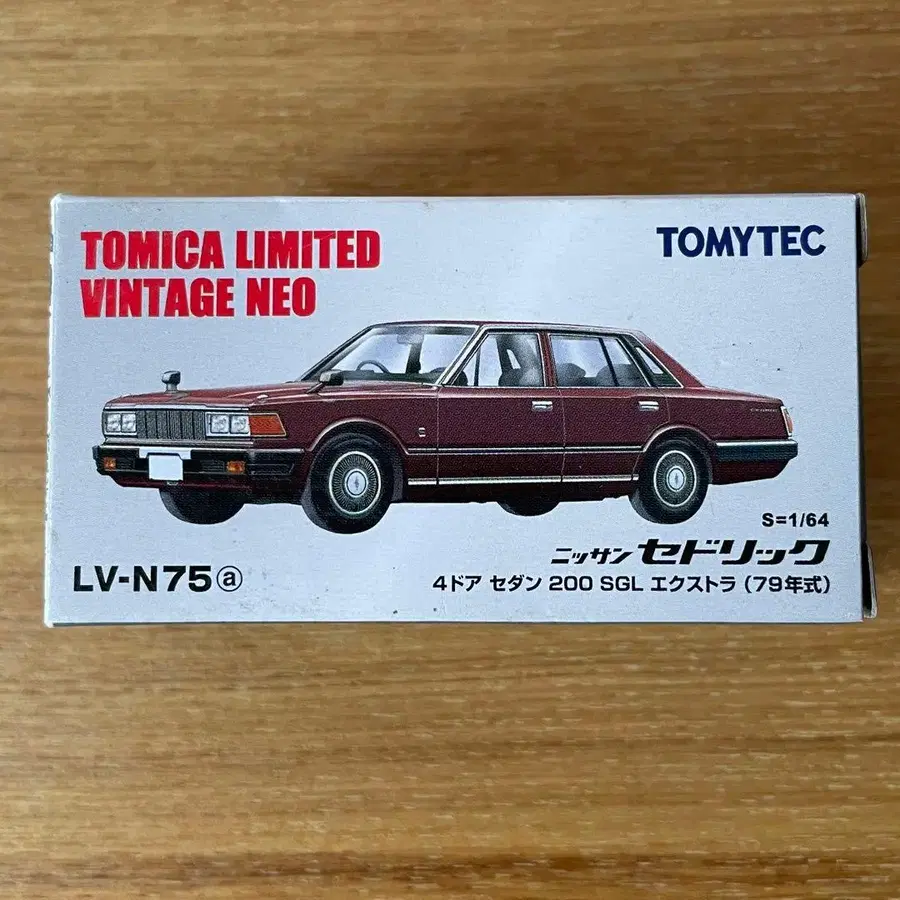 TOMICA LIMITED
VINTAGE NEO
TOMYTEC
S=1/64
ニッサン セドリック
LV-N75ⓐ
4ドア セダン 200 SGL エクストラ（79年式）